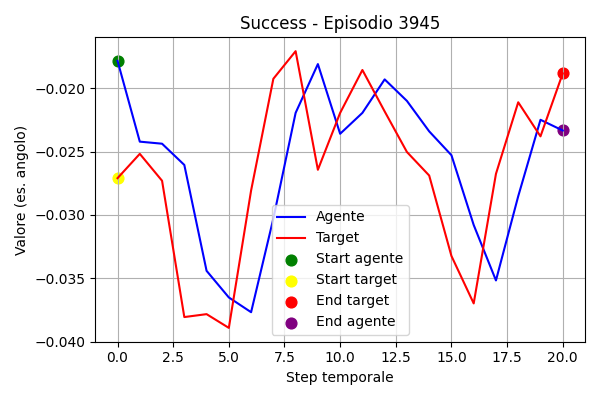 Success - Episodio 3945
Valore (es. angolo)
−0.020
−0.025
−0.030
−0.035
−0.040
Agente
Target
Start agente
Start target
End target
End agente
0.0 2.5 5.0 7.5 10.0 12.5 15.0 17.5 20.0
Step temporale